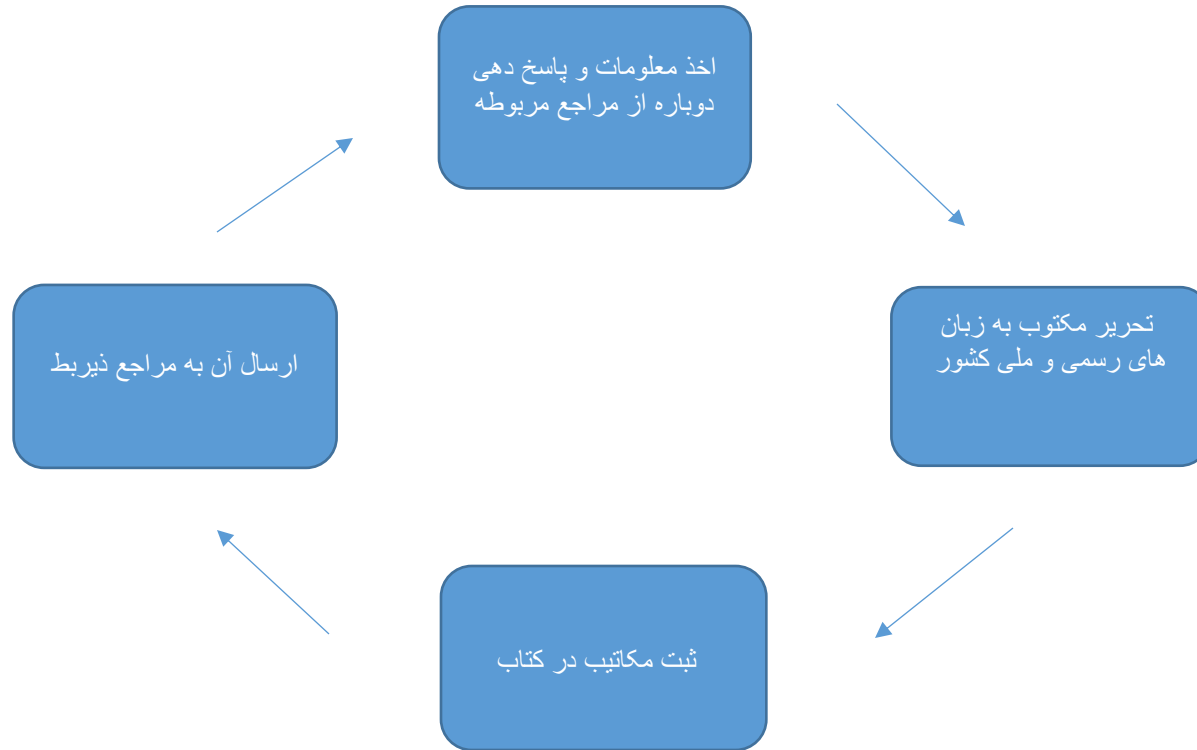 اخذ معلومات و پاسخ دهی
دوباره از مراجع مربوطه
تحریر مکتوب به زبان
های رسمی و ملی کشور
ثبت مکاتیب در کتاب
ارسال آن به مراجع ذیربط